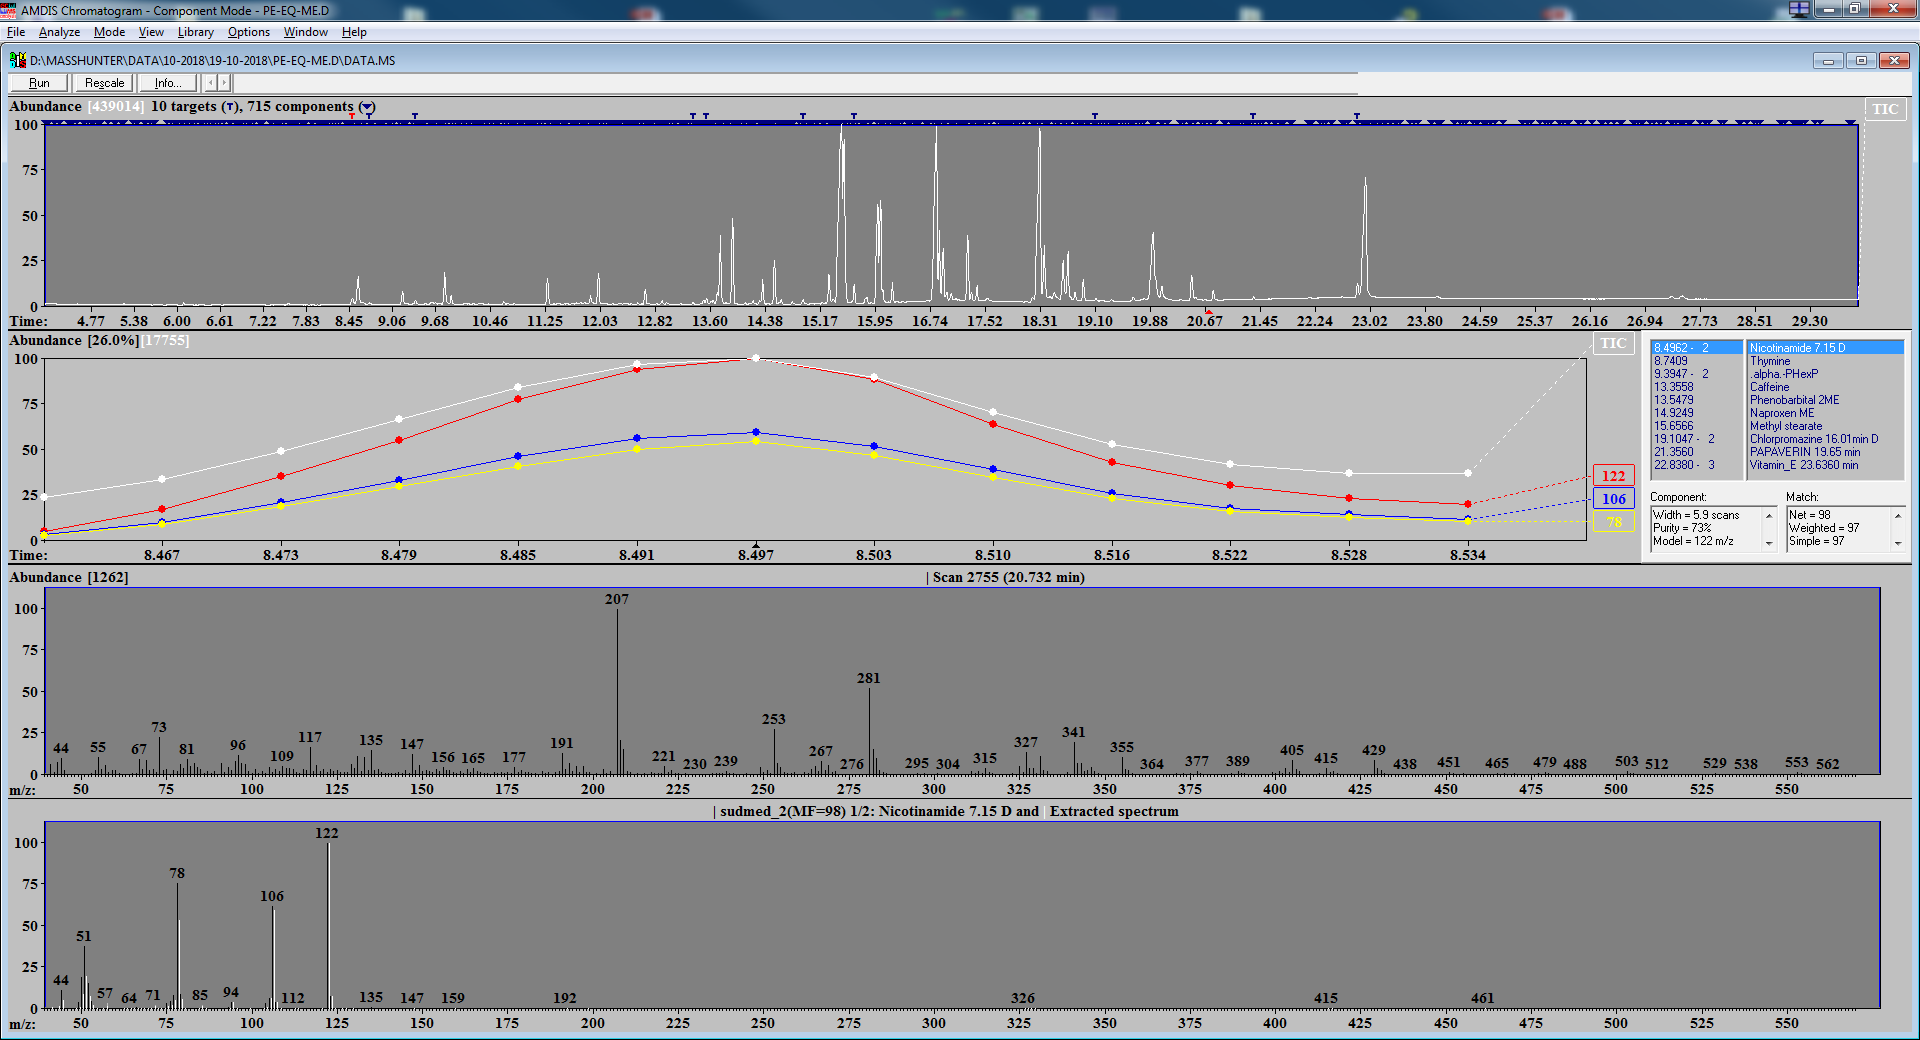 AMDIS Chromatogram - Component Mode - PE-EQ-ME.D
File Analyze Mode View Library Options Window Help
D:\MASSHUNTER\DATA\10-2018\19-10-2018\PE-EQ-ME.D\DATA.MS
Run Rescale Info...
Abundance [439014] 10 targets (T), 715 components (▼)
TIC
100
75
50
25
0
Time: 4.77 5.38 6.00 6.61 7.22 7.83 8.45 9.06 9.68 10.46 11.25 12.03 12.82 13.60 14.38 15.17 15.95 16.74 17.52 18.31 19.10 19.88 20.67 21.45 22.24 23.02 23.80 24.59 25.37 26.16 26.94 27.73 28.51 29.30
Abundance [26.0%][17755]
TIC
100
75
50
25
0
122
106
78
Time: 8.467 8.473 8.479 8.485 8.491 8.497 8.503 8.510 8.516 8.522 8.528 8.534
8.4962 - 2 Nicotinamide 7.15 D
8.7409 Thymine
9.3947 - 2 .alpha.-PHexP
13.3558 Caffeine
13.5479 Phenobarbital 2ME
14.9249 Naproxen ME
15.6566 Methyl stearate
19.1047 - 2 Chlorpromazine 16.01min D
21.3560 PAPAVERIN 19.65 min
22.8380 - 3 Vitamin_E 23.6360 min
Component: Match:
Width = 5.9 scans Net = 98
Purity = 73% Weighted = 97
Model = 122 m/z Simple = 97
Abundance [1262] | Scan 2755 (20.732 min)
100
75
50
25
0
44 55 67 73 81 96 109 117 135 147 156 165 177 191 207 221 230 239 253 267 276 281 295 304 315 327 341 355 364 377 389 405 415 429 438 451 465 479 488 503 512 529 538 553 562
m/z: 50 75 100 125 150 175 200 225 250 275 300 325 350 375 400 425 450 475 500 525 550
| sudmed_2(MF=98) 1/2: Nicotinamide 7.15 D and | Extracted spectrum
100
75
50
25
0
44 51 57 64 71 78 85 94 106 112 122 135 147 159 192 326 415 461
m/z: 50 75 100 125 150 175 200 225 250 275 300 325 350 375 400 425 450 475 500 525 550